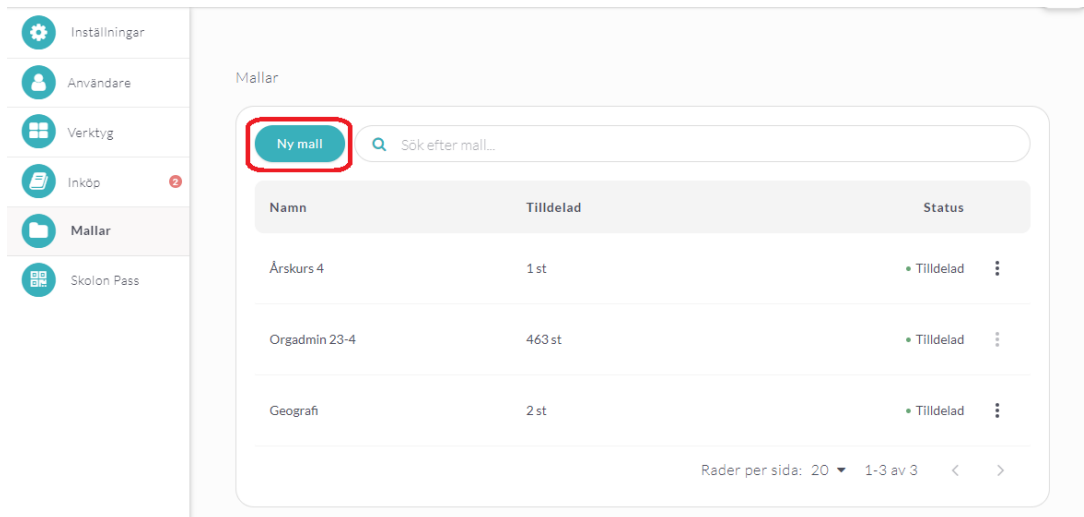 Inställningar
Användare
Verktyg
Inköp 2
Mallar
Skolon Pass
Mallar
Ny mall Sök efter mall...
Namn Tilldelad Status
Årskurs 4 1 st Tilldelad
Orgadmin 23-4 463 st Tilldelad
Geografi 2 st Tilldelad
Rader per sida: 20 1-3 av 3